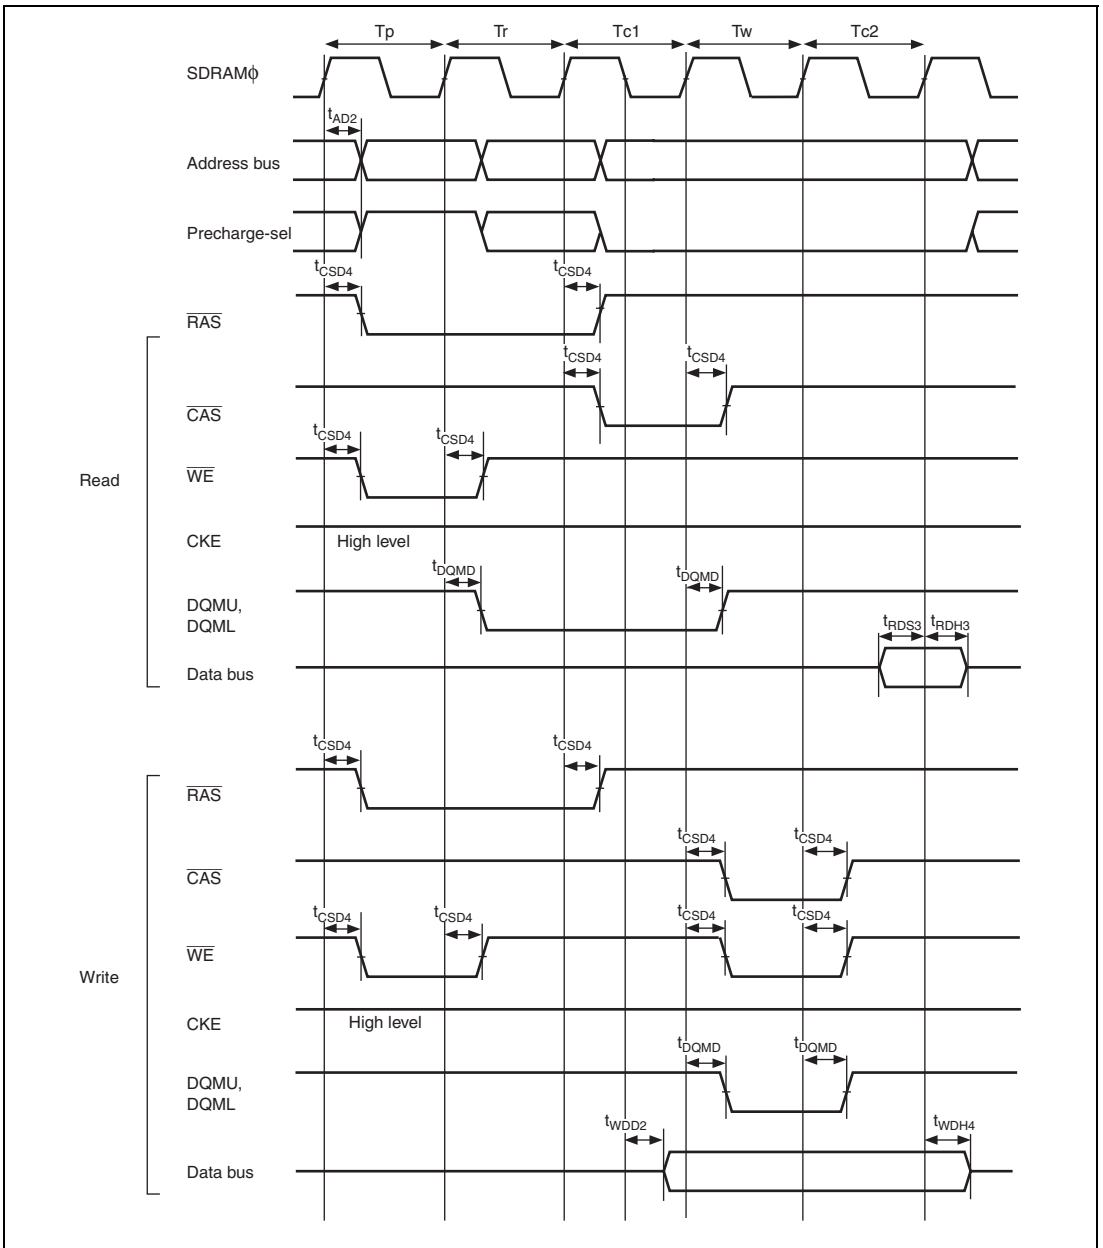 Tp Tr Tc1 Tw Tc2
SDRAMϕ
tAD2
Address bus
Precharge-sel
tCSD4 tCSD4
RAS
tCSD4 tCSD4
CAS
tCSD4 tCSD4
Read
WE
CKE High level
tDQMD tDQMD
DQMU,
DQML
tRDS3 tRDH3
Data bus
tCSD4 tCSD4
RAS
tCSD4 tCSD4
CAS
tCSD4 tCSD4 tCSD4 tCSD4
WE
Write
CKE High level
tDQMD tDQMD
DQMU,
DQML
tWDD2 tWDH4
Data bus